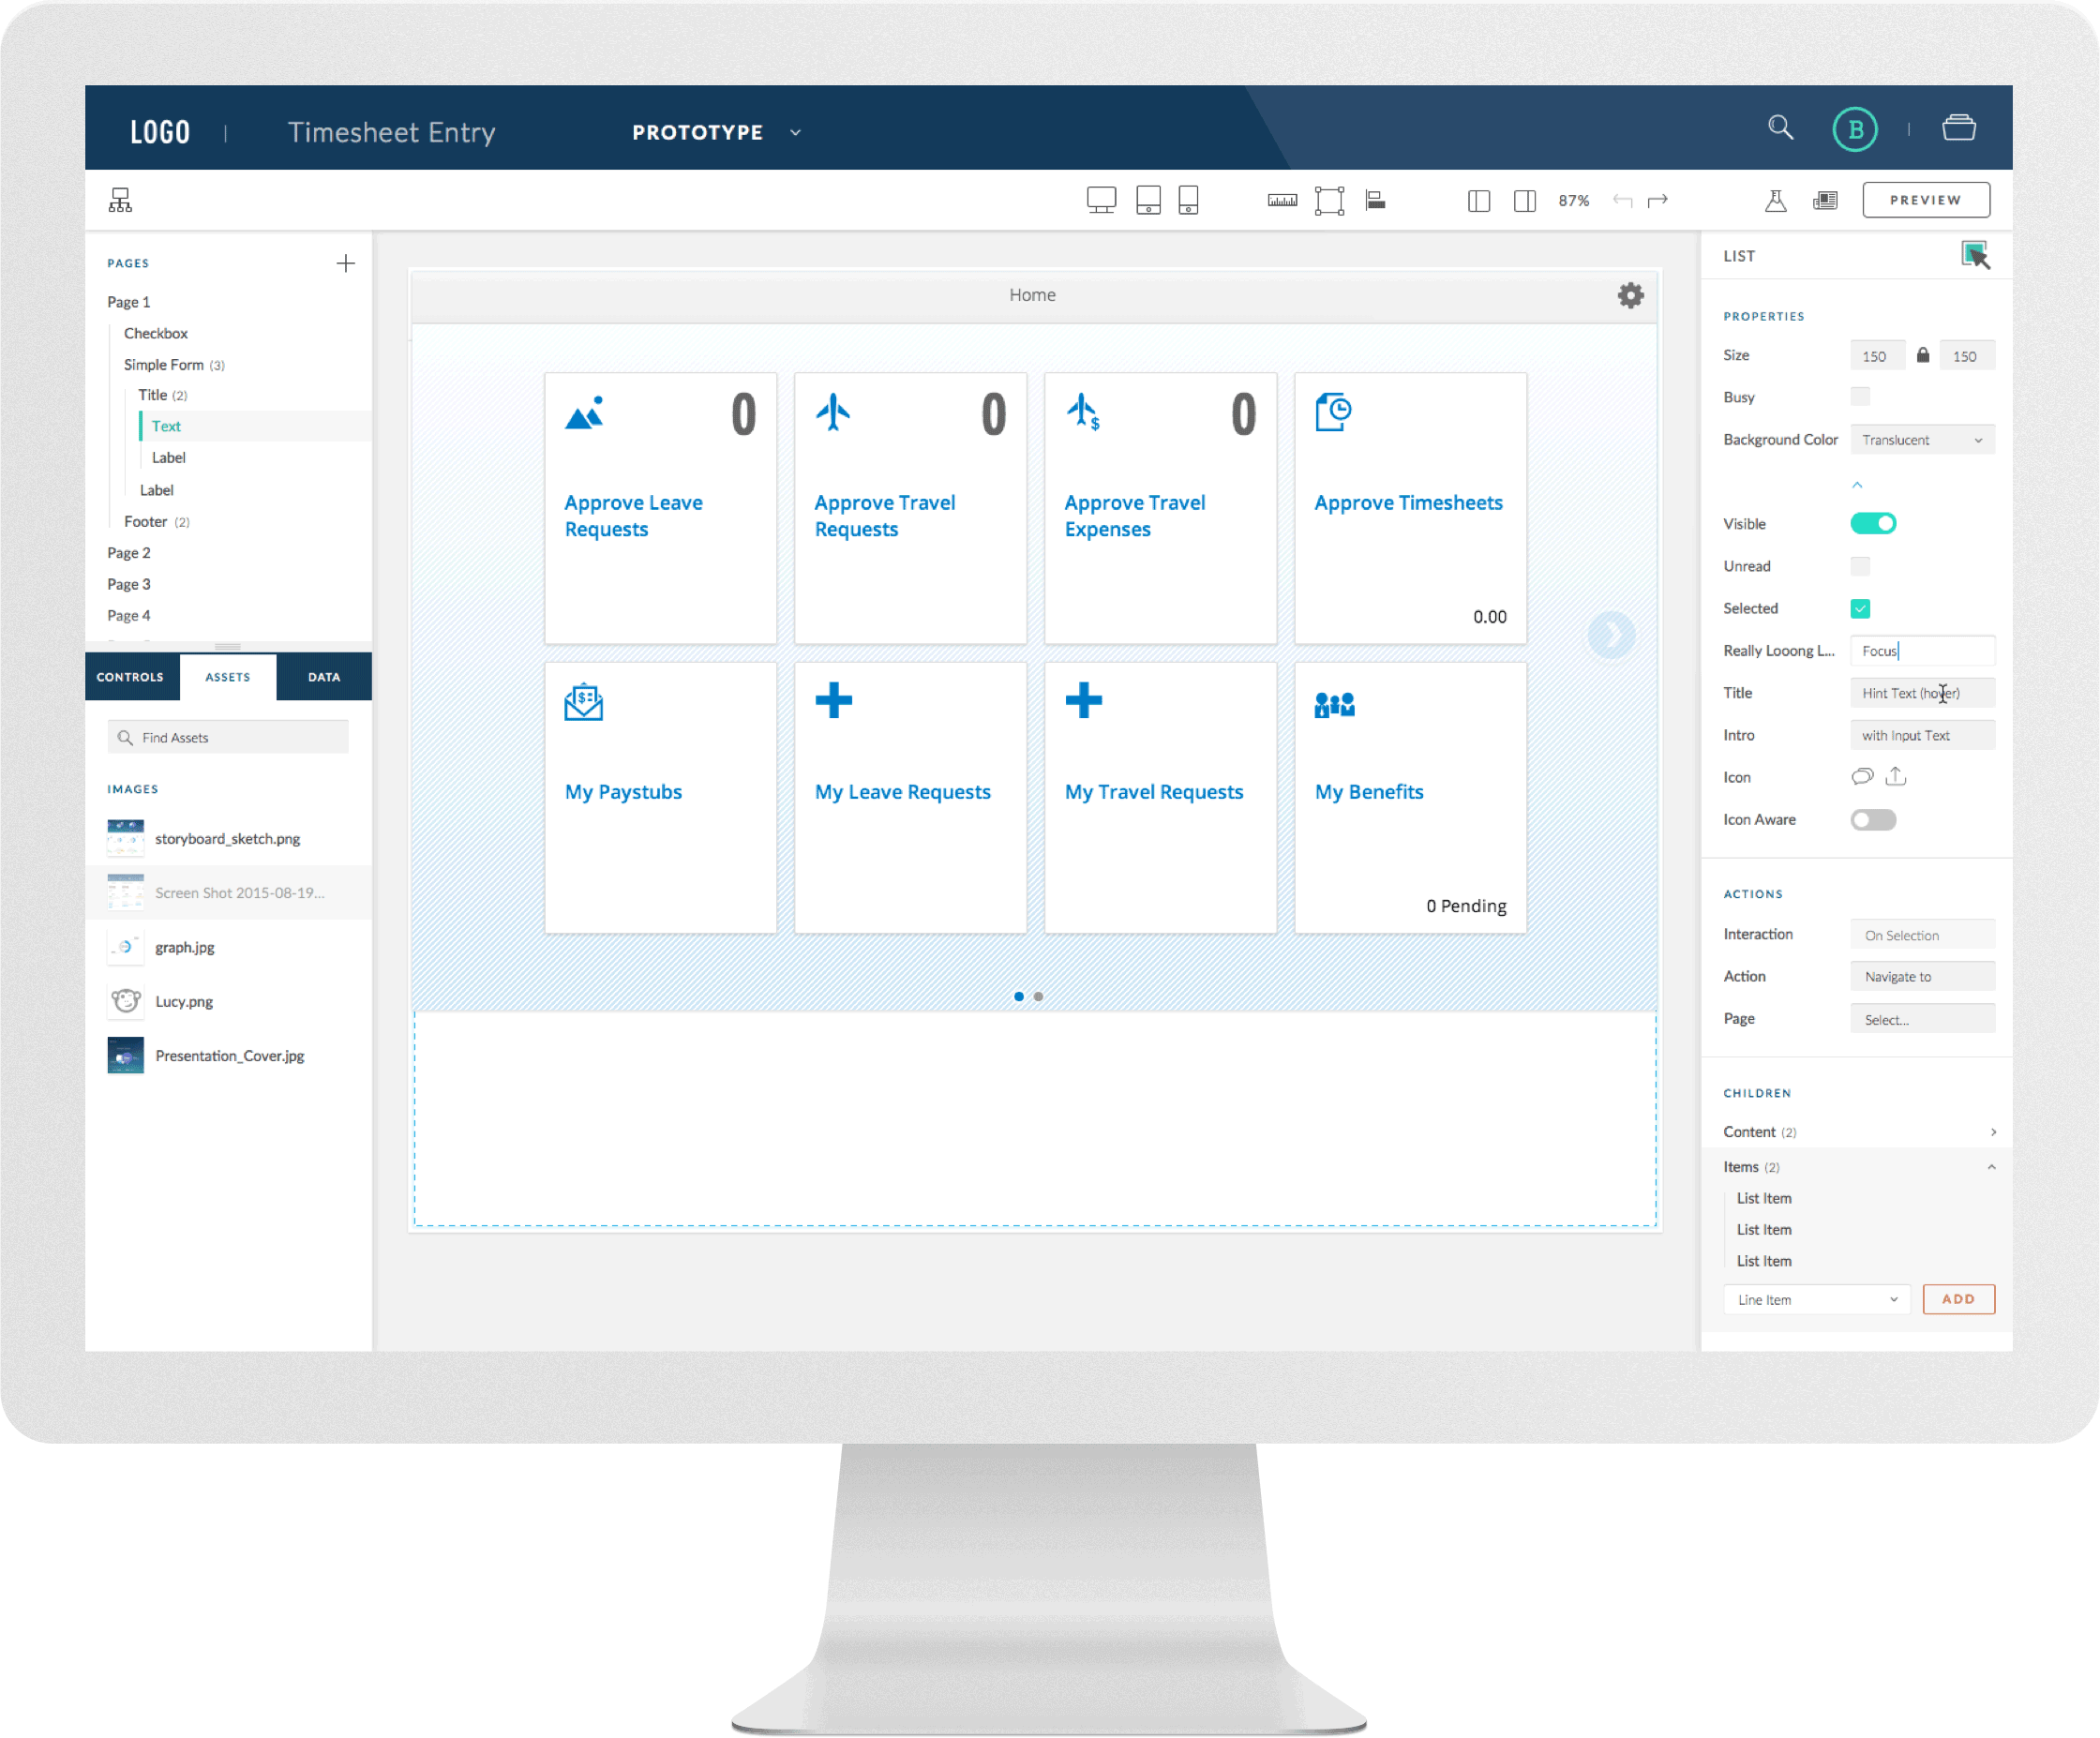 LOGO
Timesheet Entry
PROTOTYPE
B
87%
PREVIEW
PAGES
Page 1
Checkbox
Simple Form (3)
Title (2)
Text
Label
Label
Footer (2)
Page 2
Page 3
Page 4
CONTROLS
ASSETS
DATA
Find Assets
IMAGES
storyboard_sketch.png
Screen Shot 2015-08-19...
graph.jpg
Lucy.png
Presentation_Cover.jpg
Home
0
Approve Leave
Requests
0
Approve Travel
Requests
0
$
Approve Travel
Expenses
Approve Timesheets
0.00
$
My Paystubs
My Leave Requests
My Travel Requests
My Benefits
0 Pending
LIST
PROPERTIES
Size
150
150
Busy
Background Color
Translucent
Visible
Unread
Selected
Really Looong L...
Focus
Title
Hint Text (hover)
Intro
with Input Text
Icon
Icon Aware
ACTIONS
Interaction
On Selection
Action
Navigate to
Page
Select...
CHILDREN
Content (2)
Items (2)
List Item
List Item
List Item
Line Item
ADD